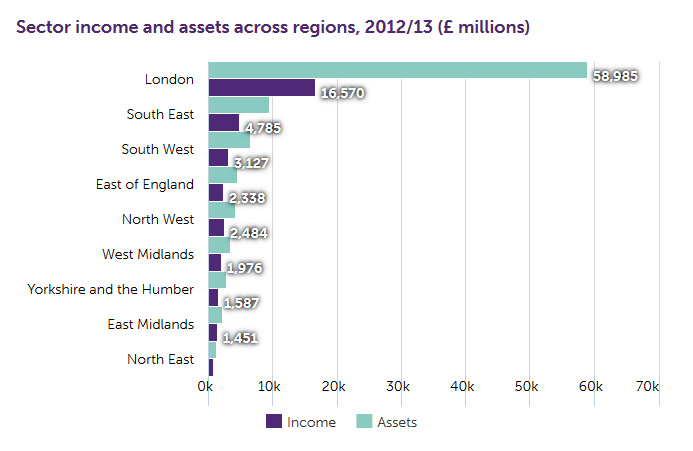 Sector income and assets across regions, 2012/13 (£ millions)
London
58,985
16,570
South East
4,785
South West
3,127
East of England
2,338
North West
2,484
West Midlands
1,976
Yorkshire and the Humber
1,587
East Midlands
1,451
North East
0k 10k 20k 30k 40k 50k 60k 70k
Income Assets